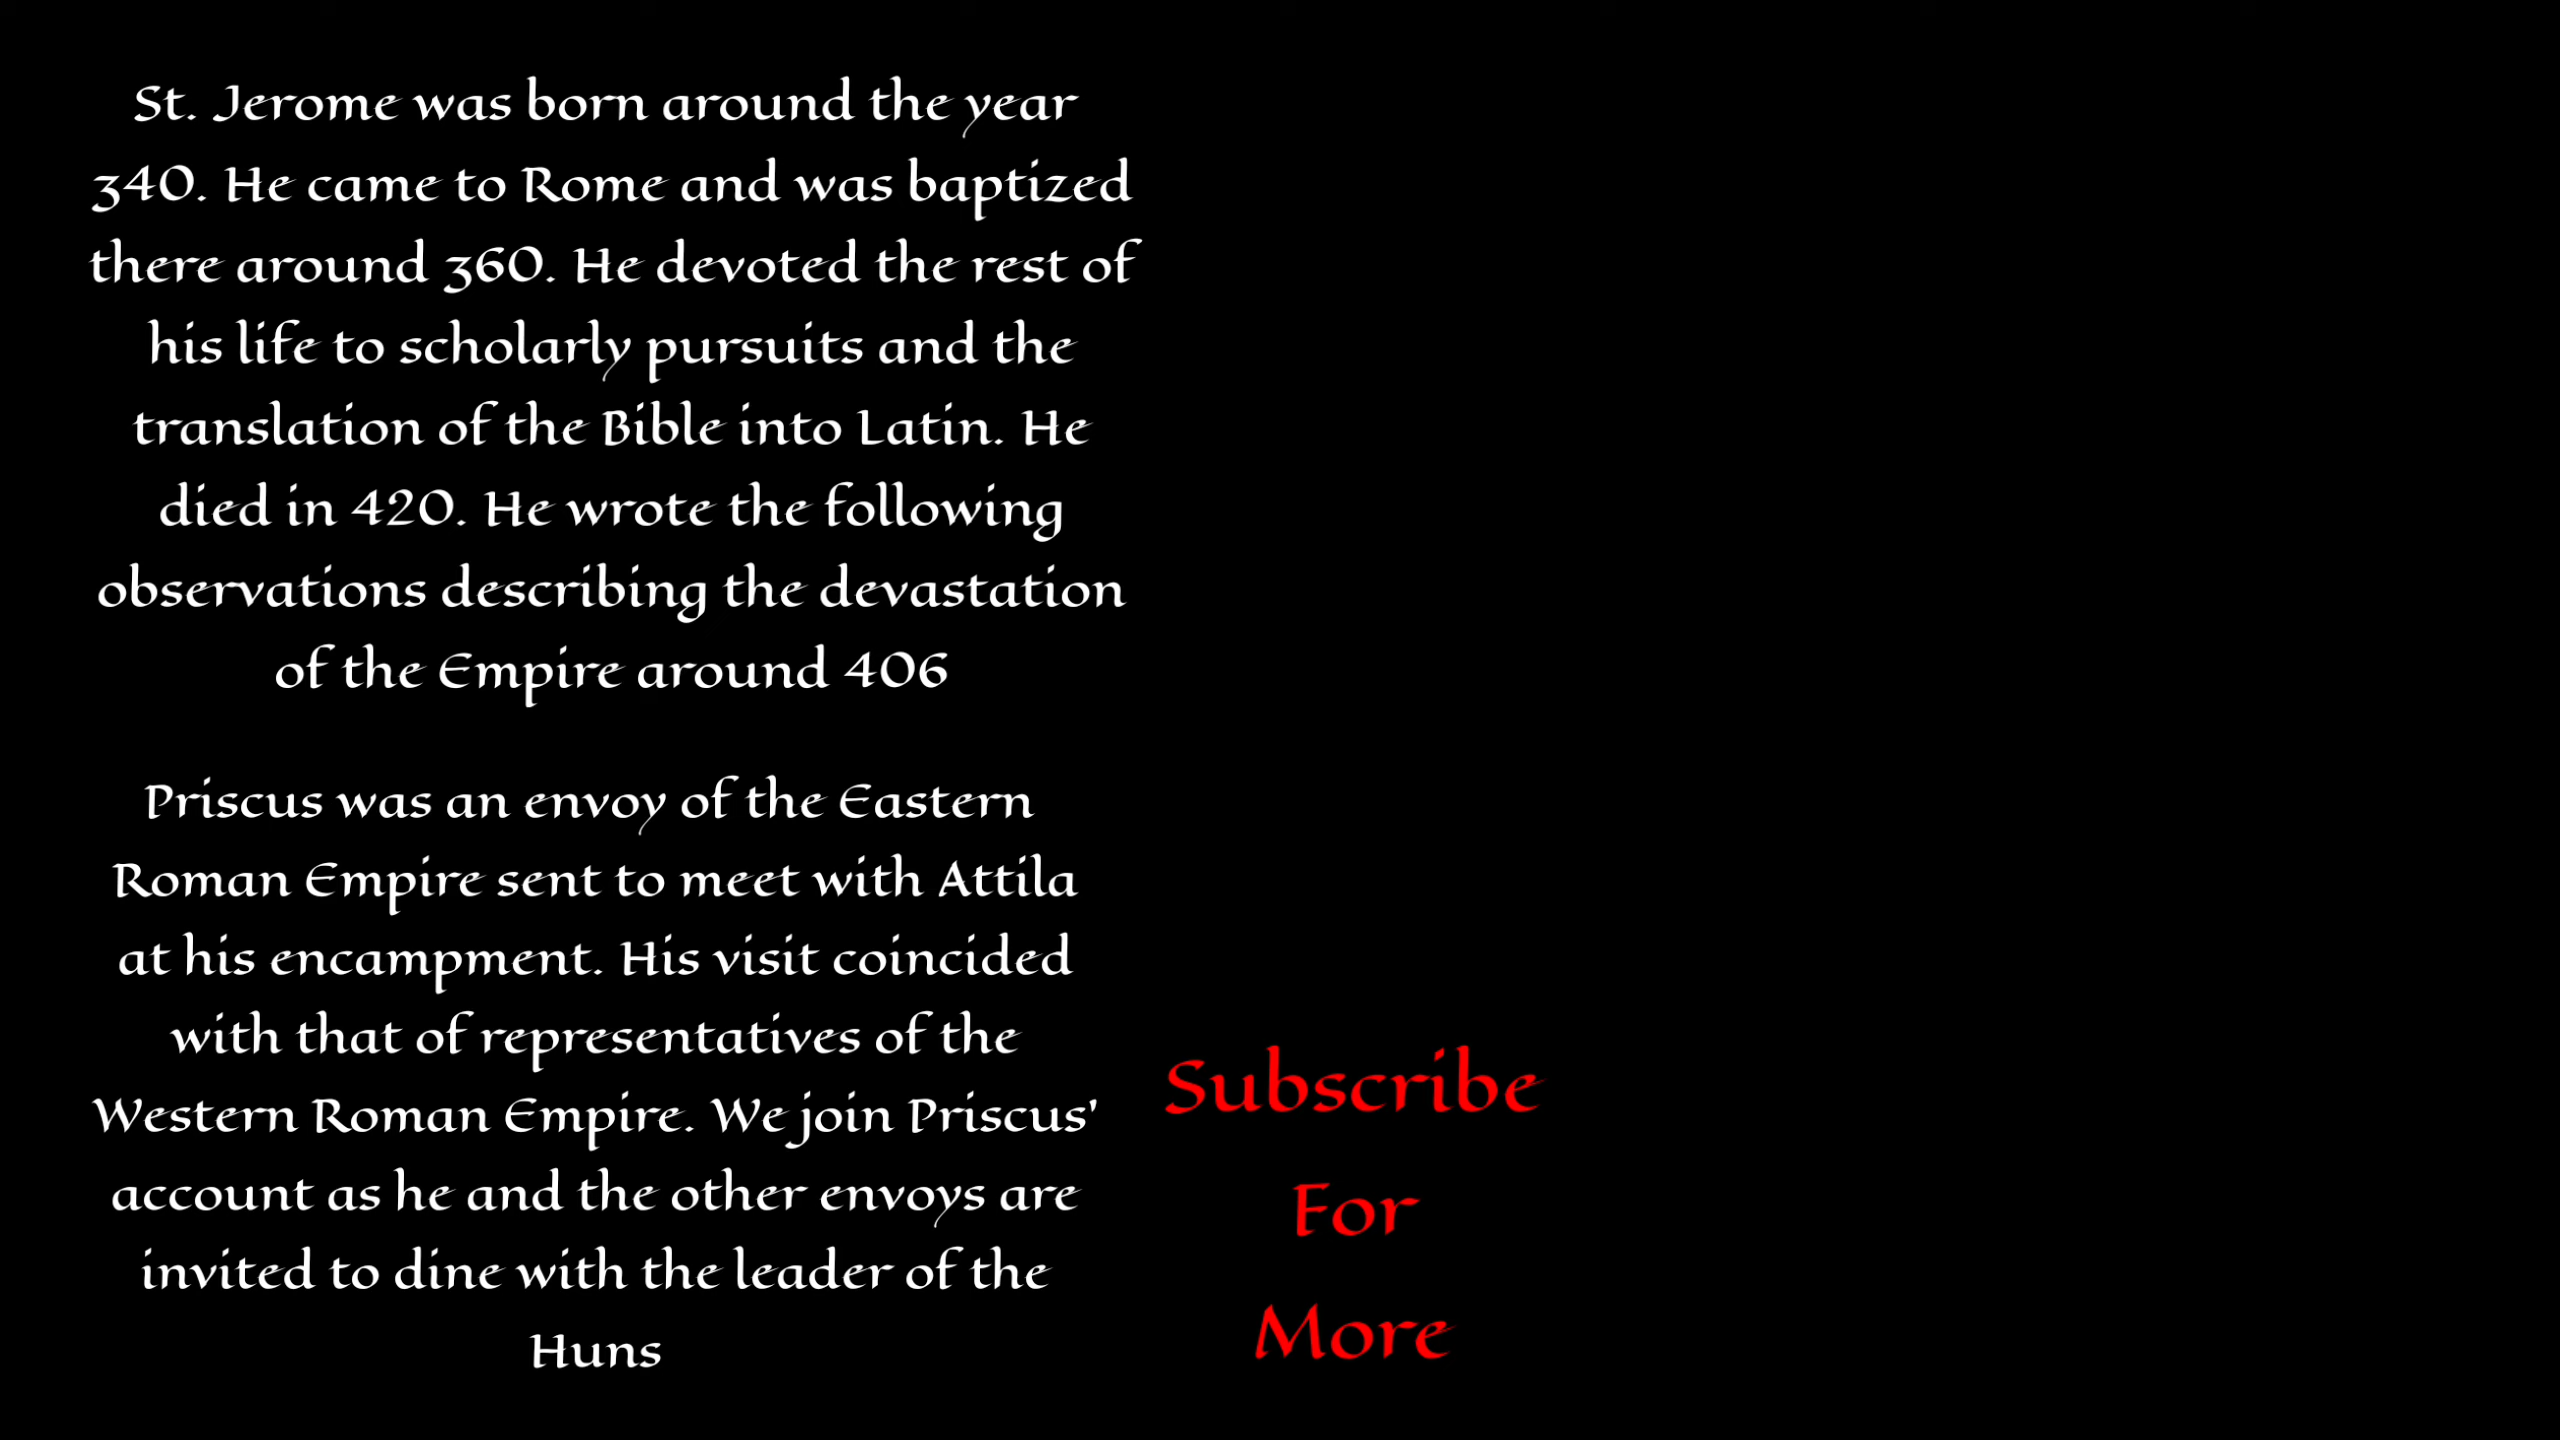 St. Jerome was born around the year
340. He came to Rome and was baptized
there around 360. He devoted the rest of
his life to scholarly pursuits and the
translation of the Bible into Latin. He
died in 420. He wrote the following
observations describing the devastation
of the Empire around 406
Priscus was an envoy of the Eastern
Roman Empire sent to meet with Attila
at his encampment. His visit coincided
with that of representatives of the
Western Roman Empire. We join Priscus'
account as he and the other envoys are
invited to dine with the leader of the
Huns
Subscribe
For
More